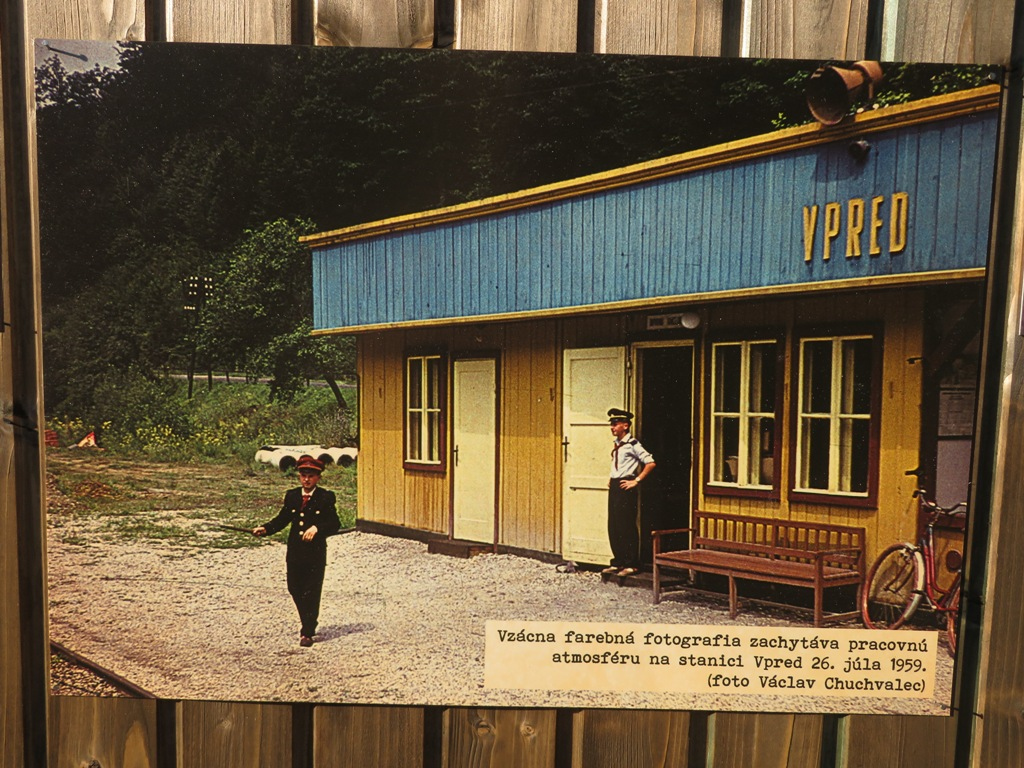 VPRED
Vzácna farebná fotografia zachytáva pracovnú
atmosféru na stanici Vpred 26. júla 1959.
(foto Václav Chuchvalec)